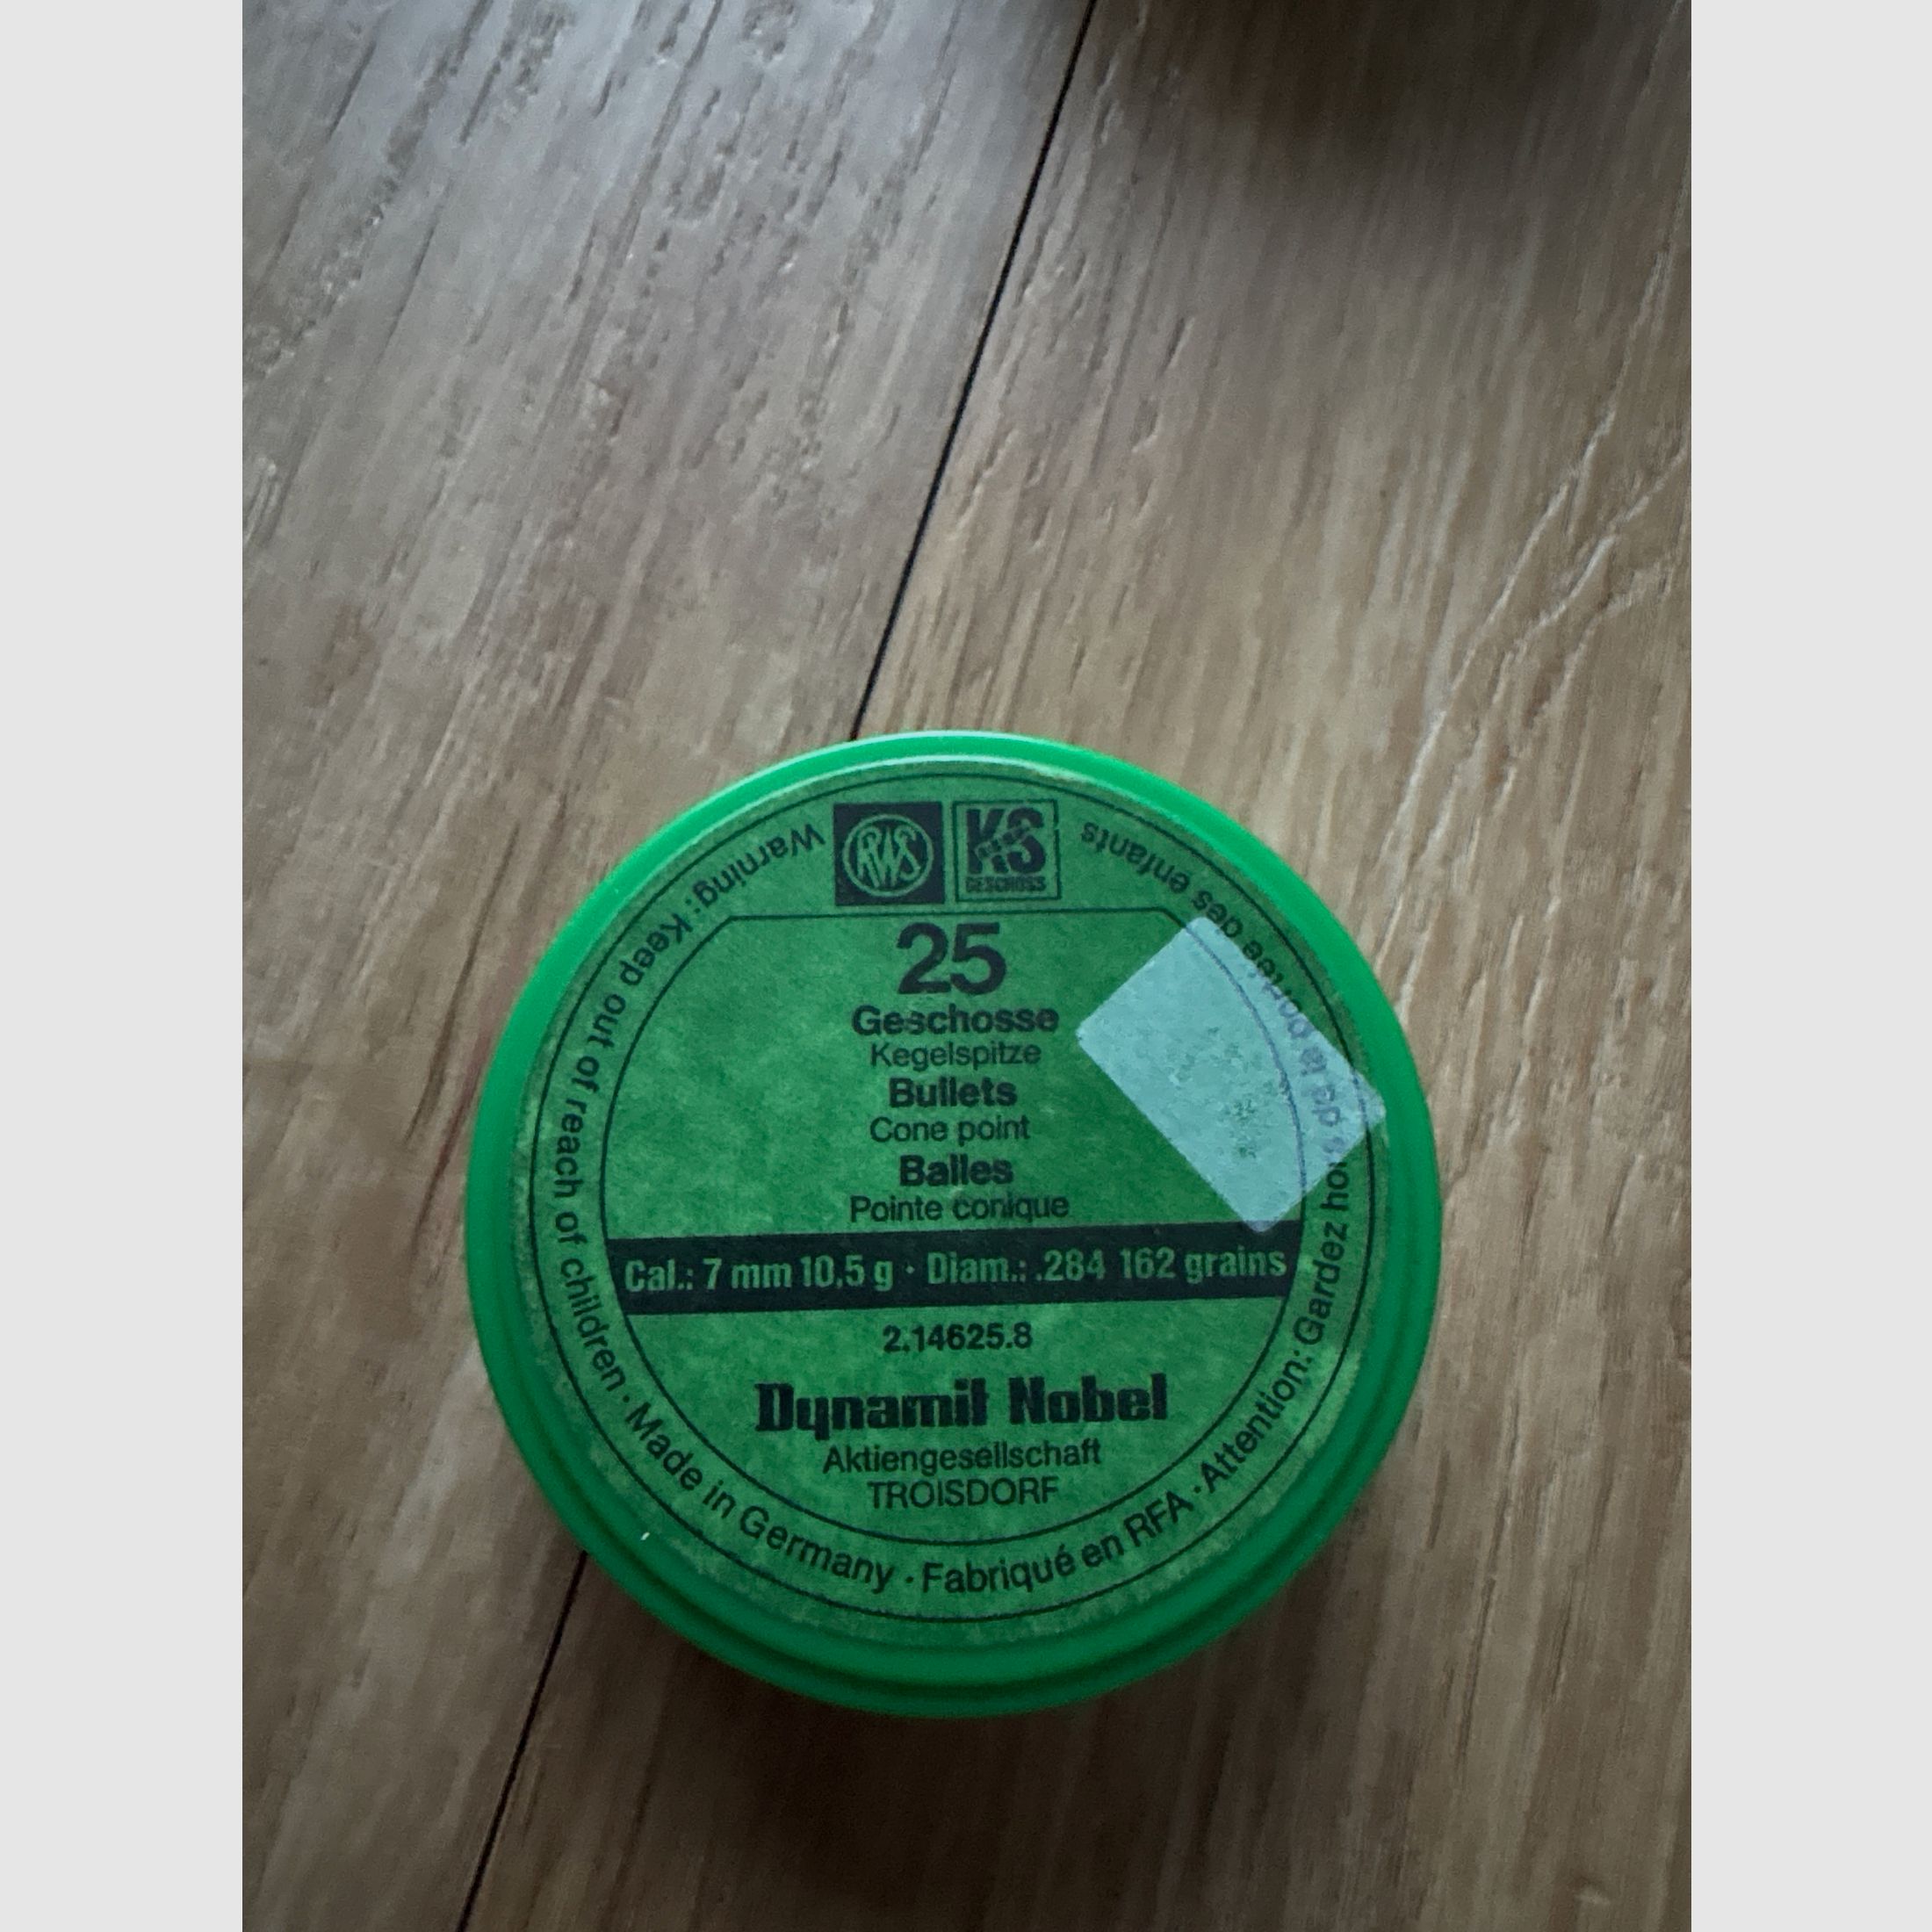 RWS KS
GESCHOSS
25
Geschosse
Kegelspitze
Bullets
Cone point
Balles
Pointe conique
Cal.: 7 mm 10,5 g · Diam.: .284 162 grains
2.14625.8
Dynamit Nobel
Aktiengesellschaft
TROISDORF
Warning: Keep out of reach of children · Made in Germany · Fabriqué en RFA · Attention: Gardez de la portée des enfants